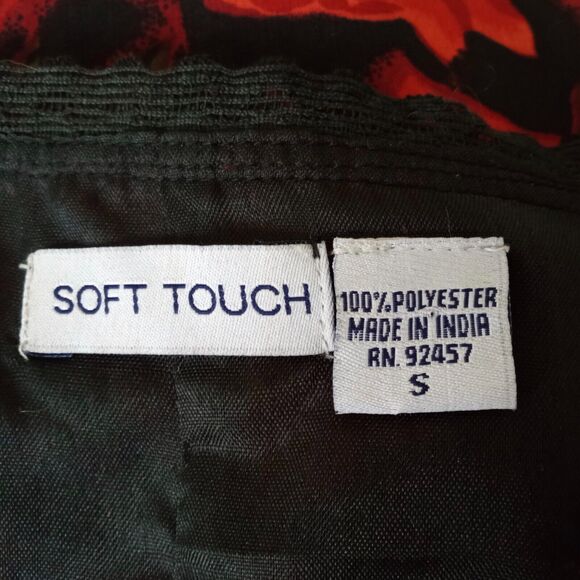 SOFT TOUCH
100% POLYESTER
MADE IN INDIA
RN. 92457
S